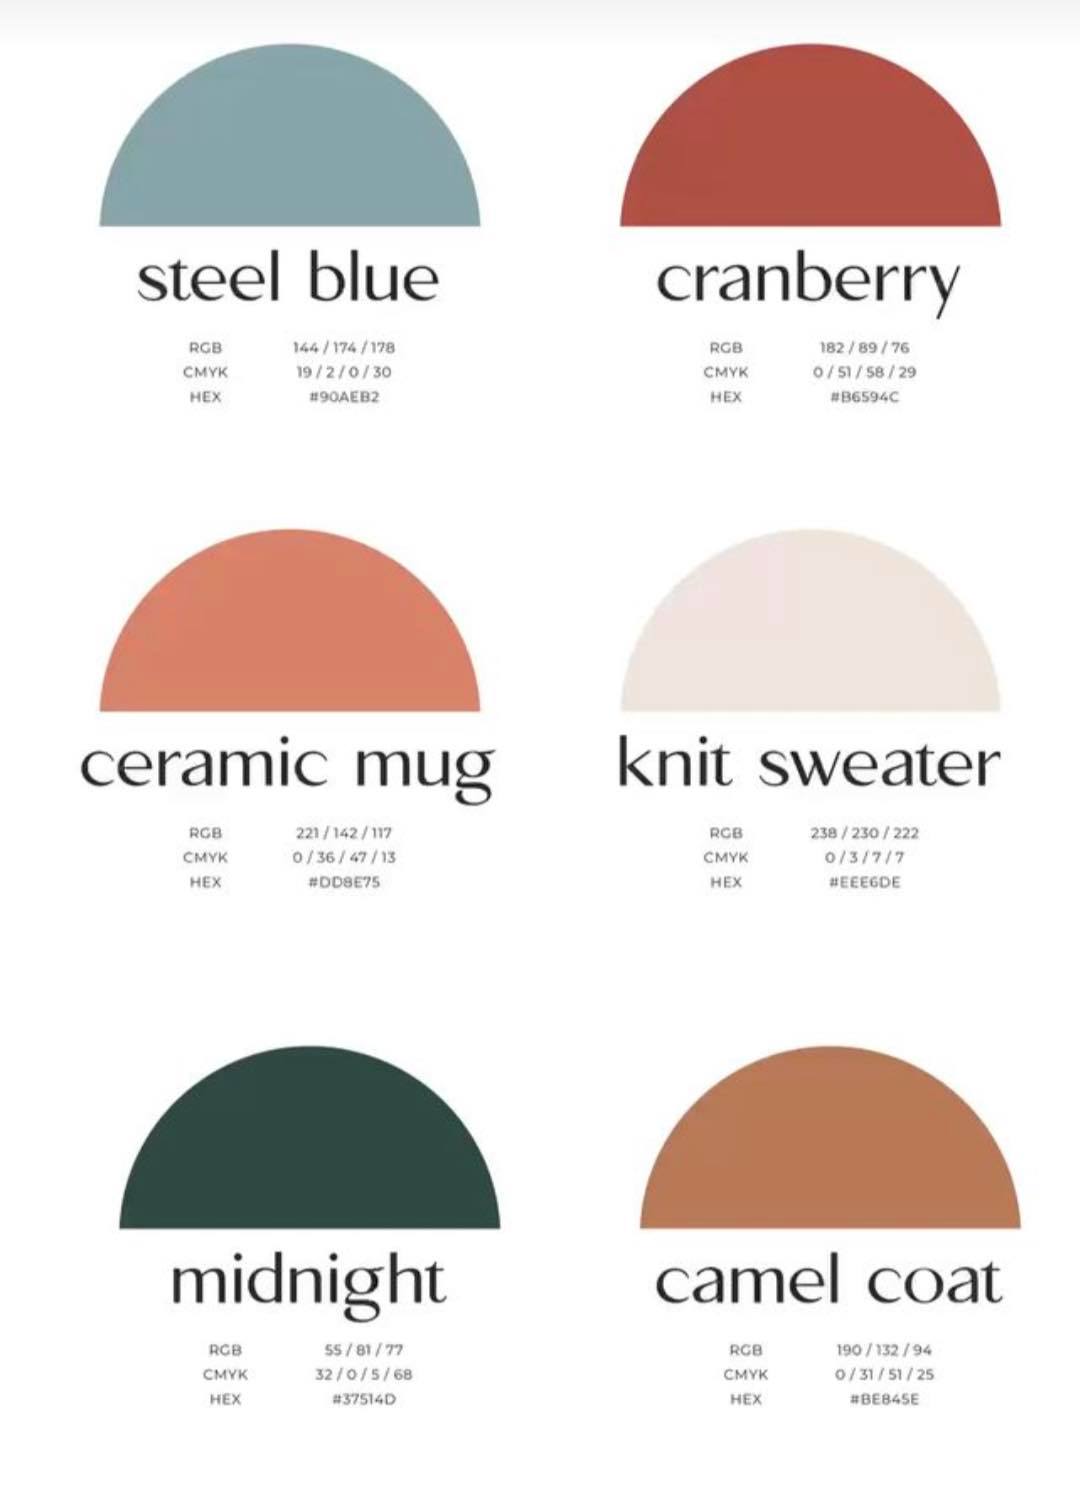 steel blue
RGB 144 / 174 / 178
CMYK 19 / 2 / 0 / 30
HEX #90AEB2
cranberry
RGB 182 / 89 / 76
CMYK 0 / 51 / 58 / 29
HEX #B6594C
ceramic mug
RGB 221 / 142 / 117
CMYK 0 / 36 / 47 / 13
HEX #DD8E75
knit sweater
RGB 238 / 230 / 222
CMYK 0 / 3 / 7 / 7
HEX #EEE6DE
midnight
RGB 55 / 81 / 77
CMYK 32 / 0 / 5 / 68
HEX #37514D
camel coat
RGB 190 / 132 / 94
CMYK 0 / 31 / 51 / 25
HEX #BE845E